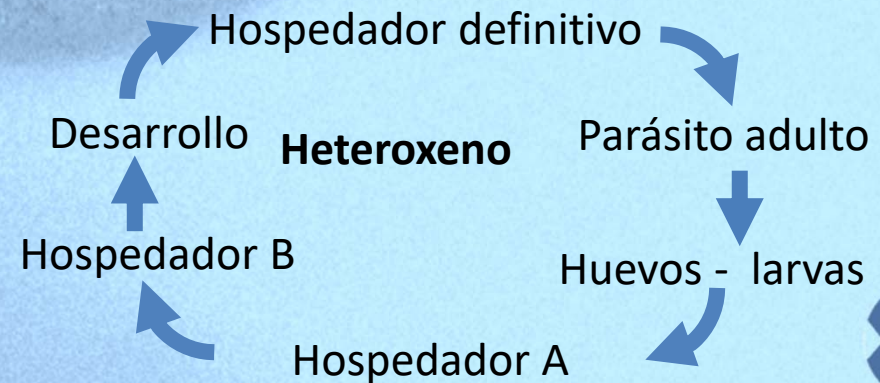 Hospedador definitivo
Desarrollo
Heteroxeno
Parásito adulto
Hospedador B
Huevos - larvas
Hospedador A